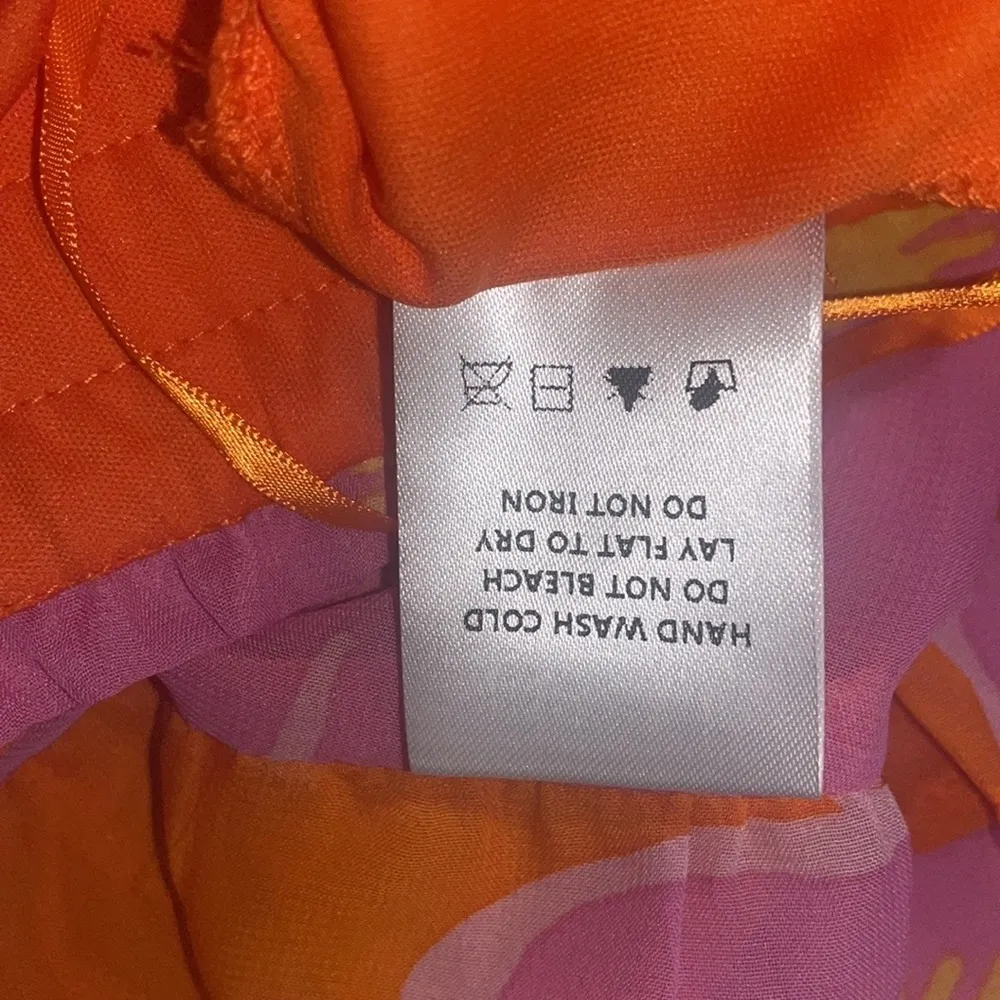 HAND WASH COLD
DO NOT BLEACH
LAY FLAT TO DRY
DO NOT IRON